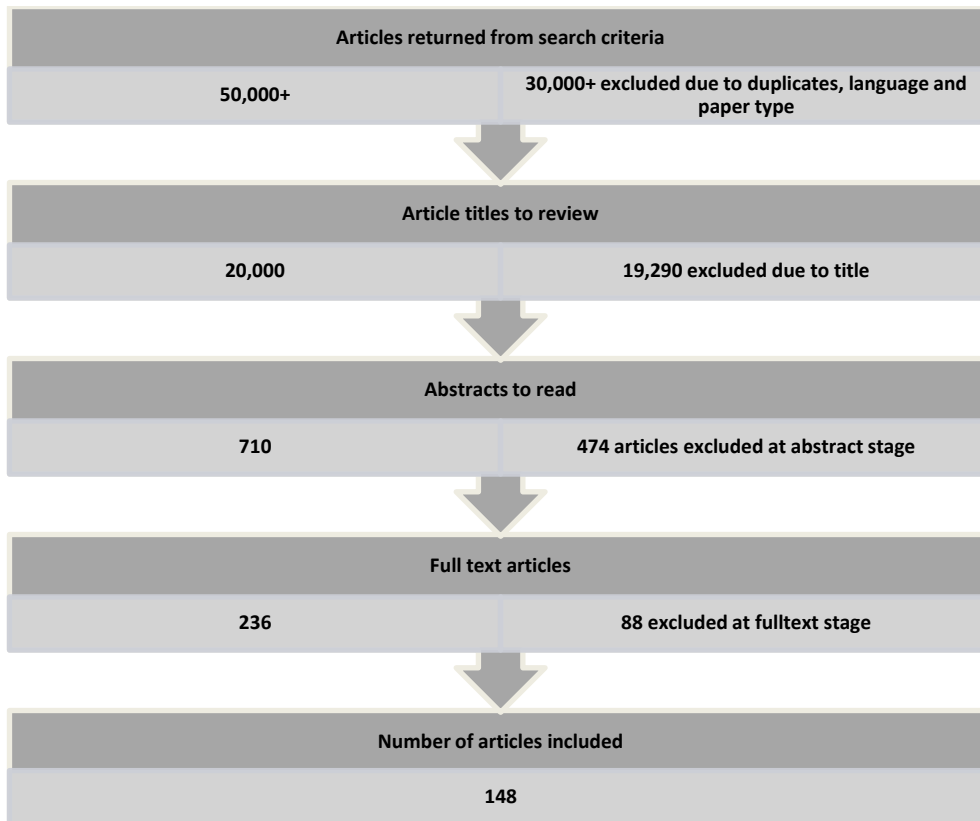 Articles returned from search criteria
50,000+
30,000+ excluded due to duplicates, language and
paper type
Article titles to review
20,000
19,290 excluded due to title
Abstracts to read
710
474 articles excluded at abstract stage
Full text articles
236
88 excluded at fulltext stage
Number of articles included
148